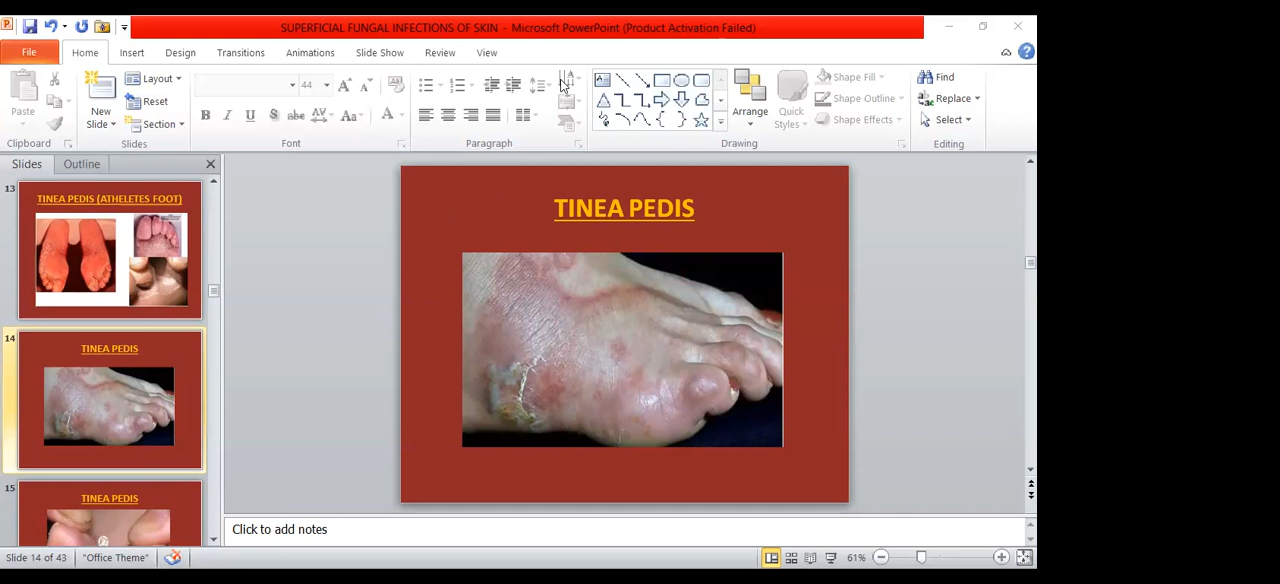 SUPERFICIAL FUNGAL INFECTIONS OF SKIN - Microsoft PowerPoint (Product Activation Failed)
File Home Insert Design Transitions Animations Slide Show Review View
Paste
New Slide
Layout
Reset
Section
44
B I U S abc AV Aa A
Arrange
Quick Styles
Shape Fill
Shape Outline
Shape Effects
Find
Replace
Select
Clipboard Slides Font Paragraph Drawing Editing
Slides Outline
13
TINEA PEDIS (ATHELETES FOOT)
14
TINEA PEDIS
15
TINEA PEDIS
TINEA PEDIS
Click to add notes
Slide 14 of 43 "Office Theme" 61%